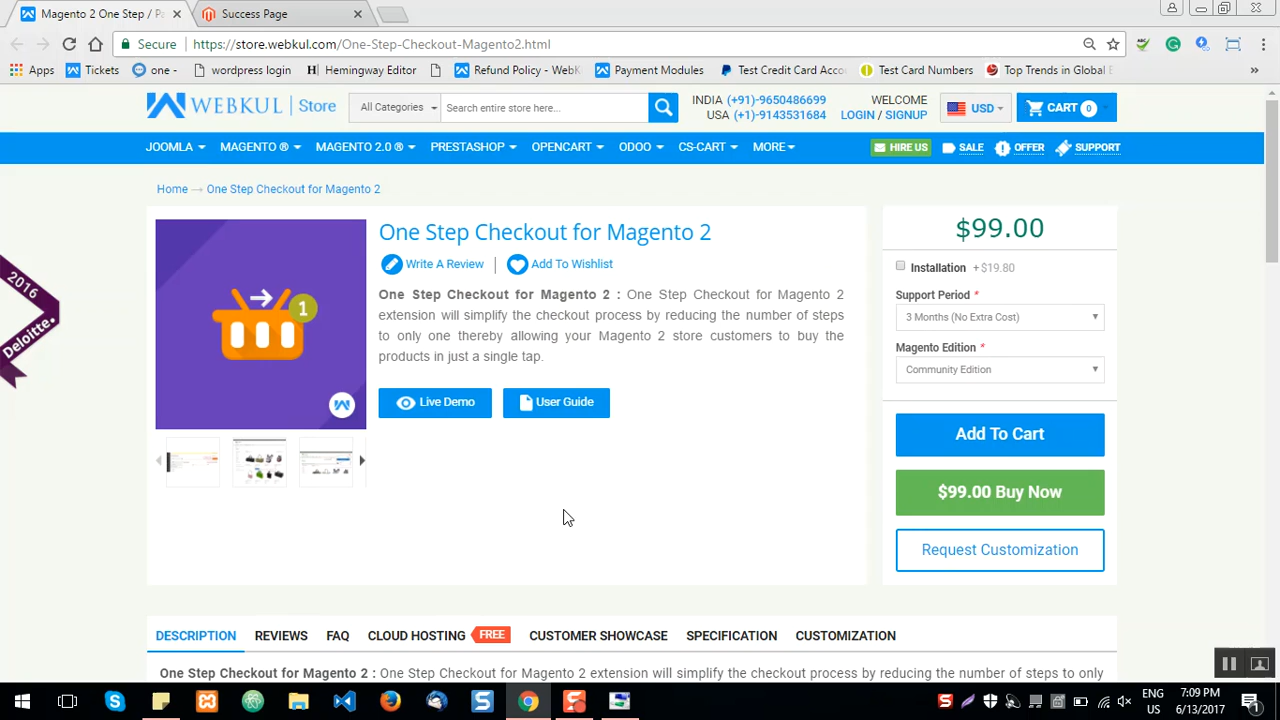 Magento 2 One Step / Pa
Success Page
Secure
https://store.webkul.com/One-Step-Checkout-Magento2.html
Apps
Tickets
one -
wordpress login
Hemingway Editor
Refund Policy - WebK
Payment Modules
Test Credit Card Acco
Test Card Numbers
Top Trends in Global E
WEBKUL | Store
All Categories
Search entire store here...
INDIA (+91)-9650486699
USA (+1)-9143531684
WELCOME
LOGIN / SIGNUP
USD
CART 0
JOOMLA
MAGENTO ®
MAGENTO 2.0 ®
PRESTASHOP
OPENCART
ODOO
CS-CART
MORE
HIRE US
SALE
OFFER
SUPPORT
Home → One Step Checkout for Magento 2
2016
Deloitte.
1
One Step Checkout for Magento 2
Write A Review | Add To Wishlist
One Step Checkout for Magento 2 : One Step Checkout for Magento 2
extension will simplify the checkout process by reducing the number of steps
to only one thereby allowing your Magento 2 store customers to buy the
products in just a single tap.
Live Demo
User Guide
$99.00
Installation + $19.80
Support Period *
3 Months (No Extra Cost)
Magento Edition *
Community Edition
Add To Cart
$99.00 Buy Now
Request Customization
DESCRIPTION
REVIEWS
FAQ
CLOUD HOSTING FREE
CUSTOMER SHOWCASE
SPECIFICATION
CUSTOMIZATION
One Step Checkout for Magento 2 : One Step Checkout for Magento 2 extension will simplify the checkout process by reducing the number of steps to only
ENG
US
7:09 PM
6/13/2017